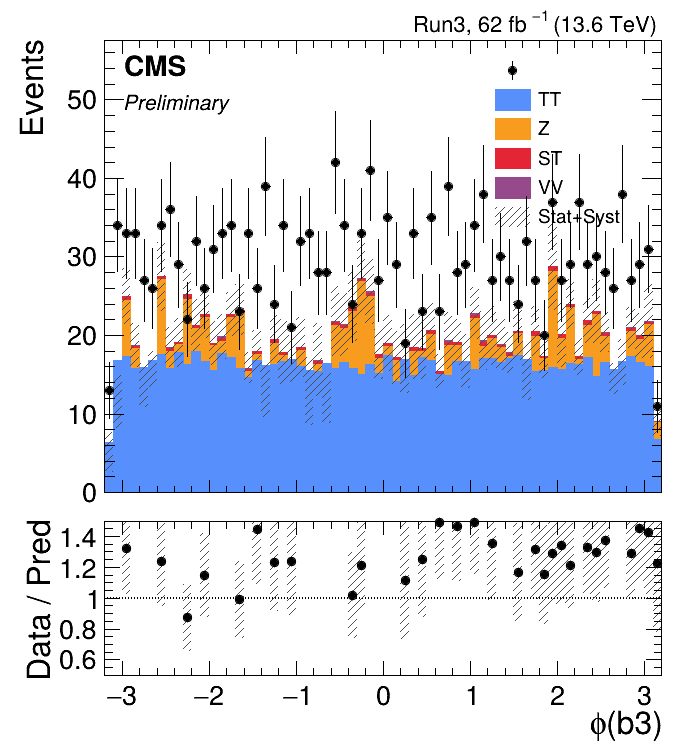 Run3, 62 fb⁻¹ (13.6 TeV)
CMS
Preliminary
Events
TT
Z
ST
VV
Stat+Syst
50
40
30
20
10
0
Data / Pred
1.4
1.2
1
0.8
0.6
−3 −2 −1 0 1 2 3
ϕ(b3)